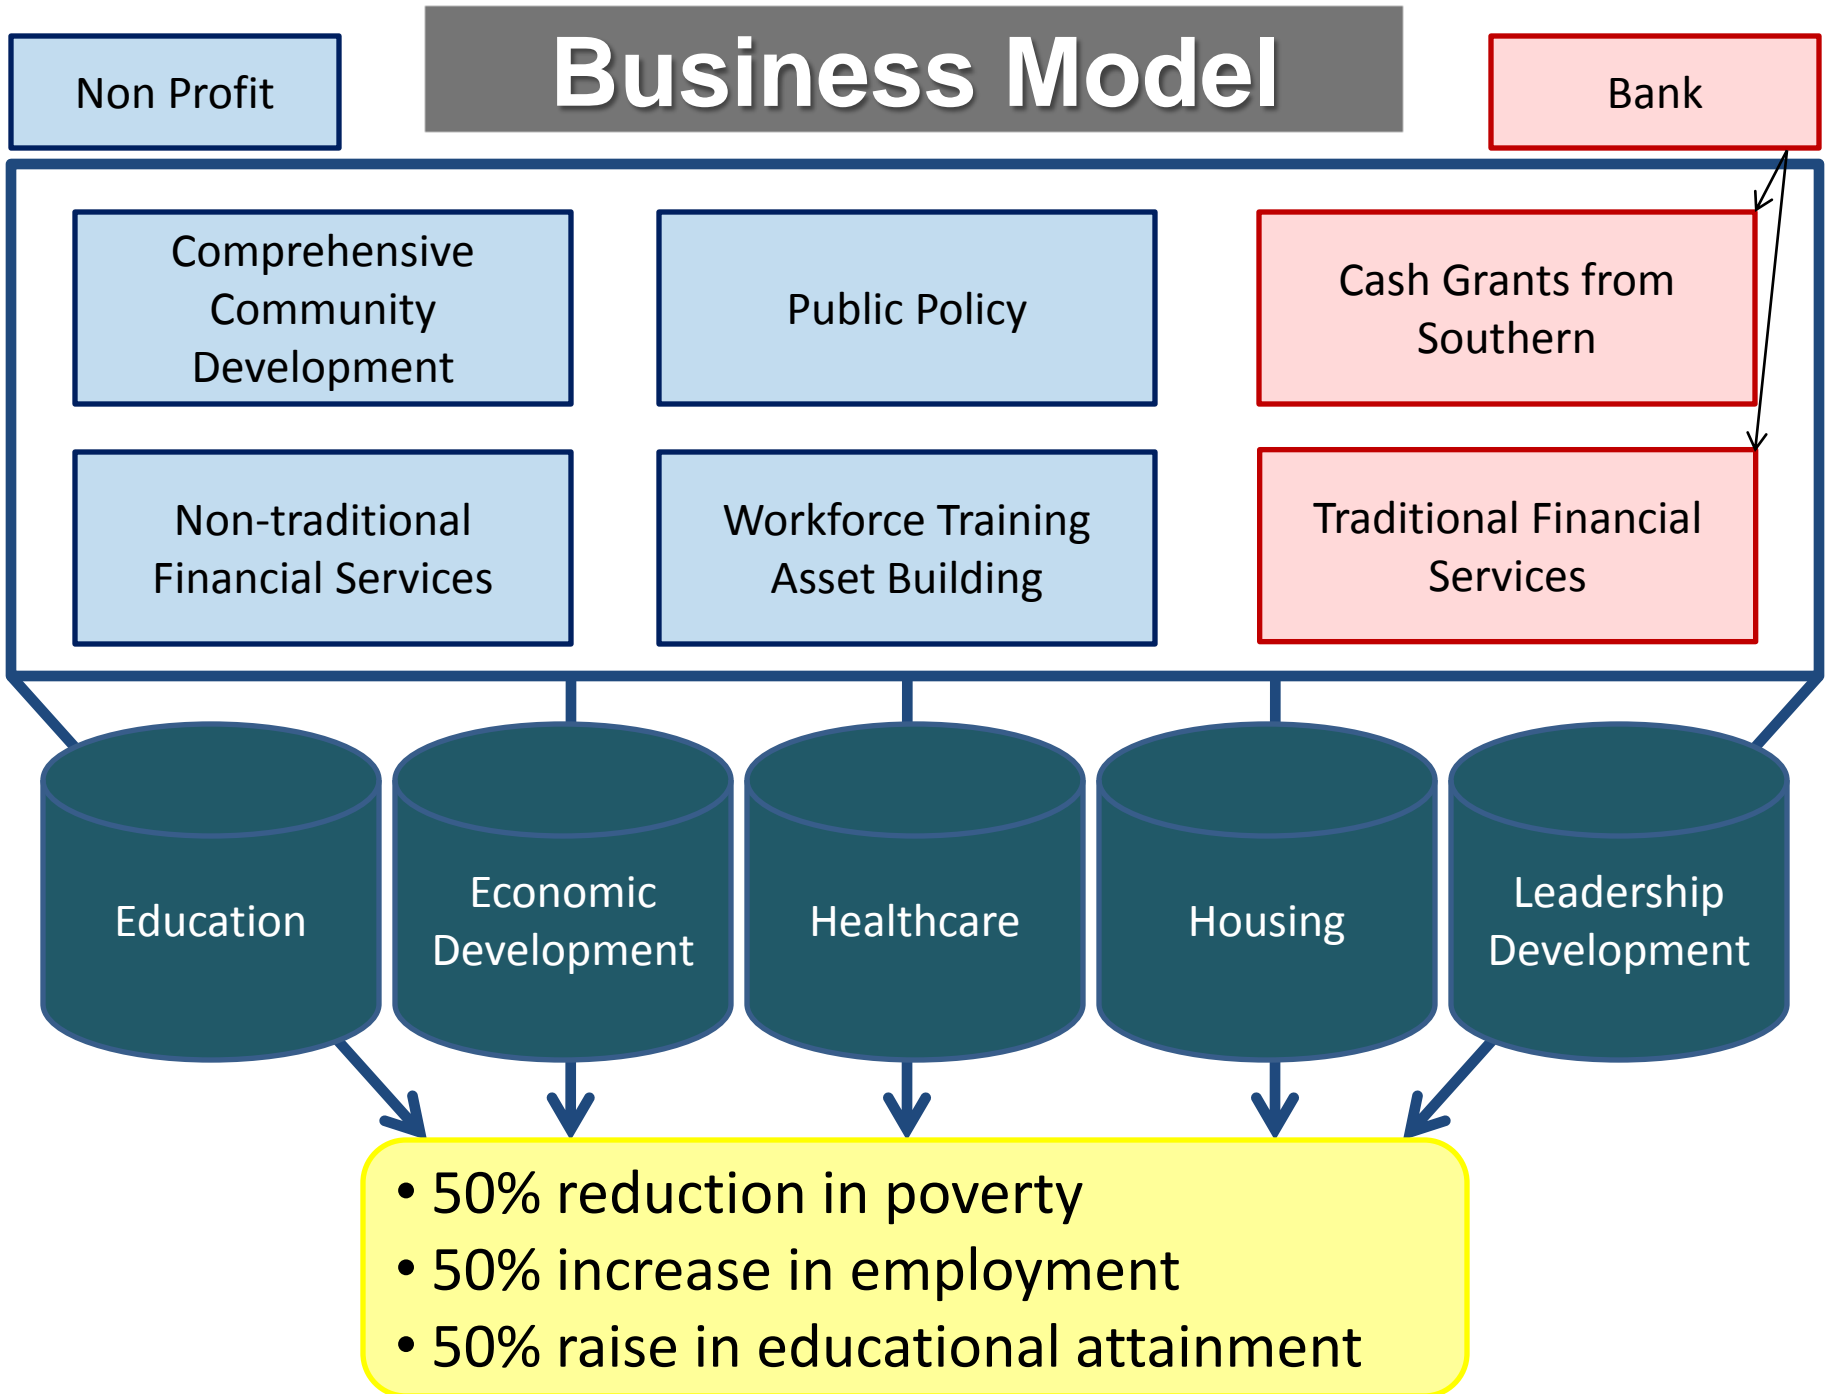 Business Model
Non Profit
Bank
Comprehensive
Community
Development
Public Policy
Cash Grants from
Southern
Non-traditional
Financial Services
Workforce Training
Asset Building
Traditional Financial
Services
Education
Economic
Development
Healthcare
Housing
Leadership
Development
• 50% reduction in poverty
• 50% increase in employment
• 50% raise in educational attainment